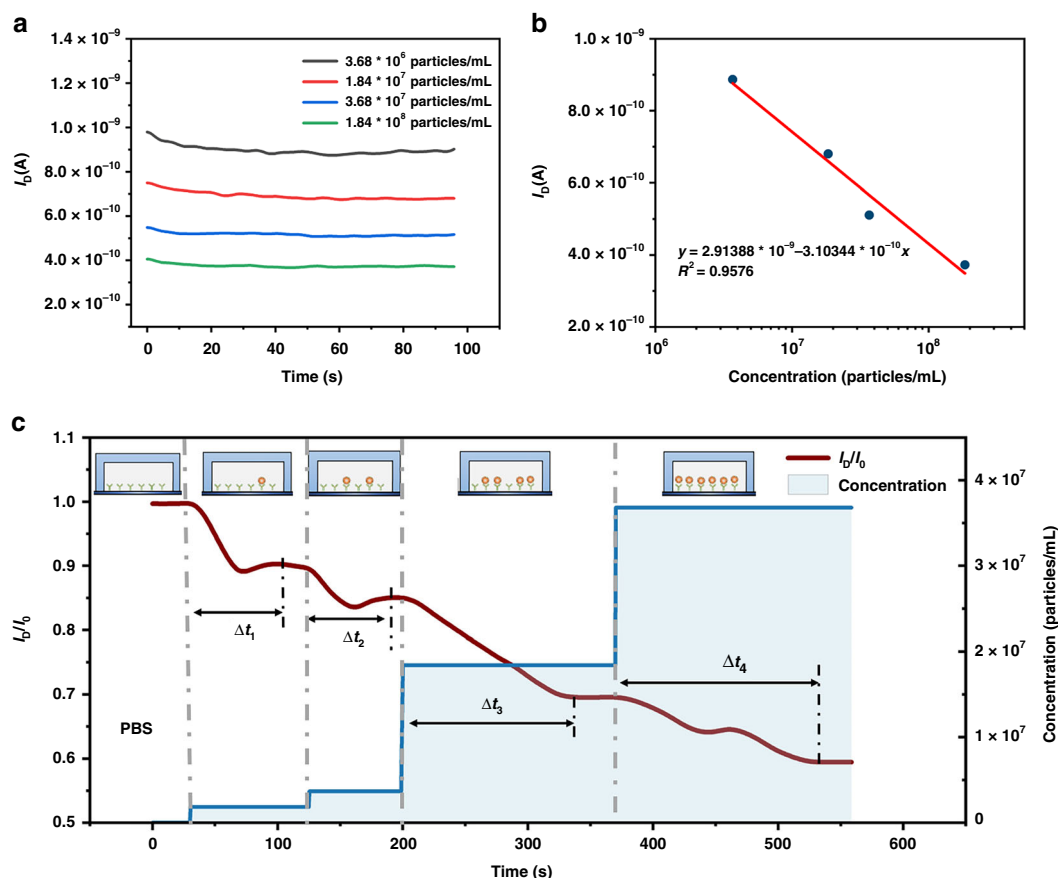 a
1.4 × 10⁻⁹
1.2 × 10⁻⁹
1.0 × 10⁻⁹
8.0 × 10⁻¹⁰
6.0 × 10⁻¹⁰
4.0 × 10⁻¹⁰
2.0 × 10⁻¹⁰
I_D(A)
3.68 * 10⁶ particles/mL
1.84 * 10⁷ particles/mL
3.68 * 10⁷ particles/mL
1.84 * 10⁸ particles/mL
0 20 40 60 80 100
Time (s)
b
1.0 × 10⁻⁹
8.0 × 10⁻¹⁰
6.0 × 10⁻¹⁰
4.0 × 10⁻¹⁰
2.0 × 10⁻¹⁰
I_D(A)
y = 2.91388 * 10⁻⁹–3.10344 * 10⁻¹⁰x
R² = 0.9576
10⁶ 10⁷ 10⁸
Concentration (particles/mL)
c
1.1
1.0
0.9
0.8
0.7
0.6
0.5
I_D/I_0
I_D/I_0
Concentration
Δt₁
Δt₂
Δt₃
Δt₄
PBS
4 × 10⁷
3 × 10⁷
2 × 10⁷
1 × 10⁷
0
Concentration (particles/mL)
0 100 200 300 400 500 600
Time (s)